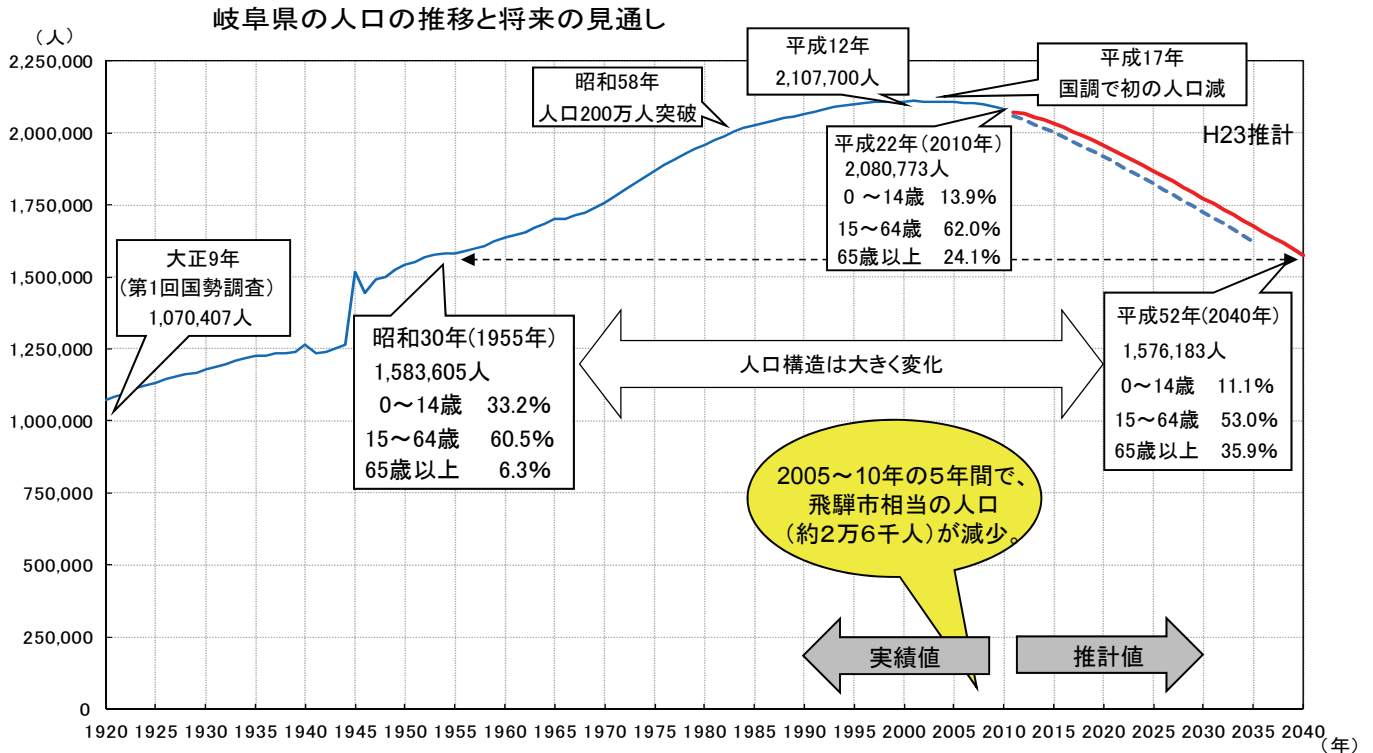 岐阜県の人口の推移と将来の見通し
（人）
2,250,000
2,000,000
1,750,000
1,500,000
1,250,000
1,000,000
750,000
500,000
250,000
0
大正9年
(第1回国勢調査)
1,070,407人
昭和30年(1955年)
1,583,605人
0～14歳 33.2%
15～64歳 60.5%
65歳以上 6.3%
昭和58年
人口200万人突破
平成12年
2,107,700人
平成17年
国調で初の人口減
平成22年(2010年)
2,080,773人
0 ～14歳 13.9%
15～64歳 62.0%
65歳以上 24.1%
H23推計
平成52年(2040年)
1,576,183人
0～14歳 11.1%
15～64歳 53.0%
65歳以上 35.9%
人口構造は大きく変化
2005～10年の5年間で、
飛騨市相当の人口
（約2万6千人）が減少。
実績値
推計値
1920 1925 1930 1935 1940 1945 1950 1955 1960 1965 1970 1975 1980 1985 1990 1995 2000 2005 2010 2015 2020 2025 2030 2035 2040
（年）